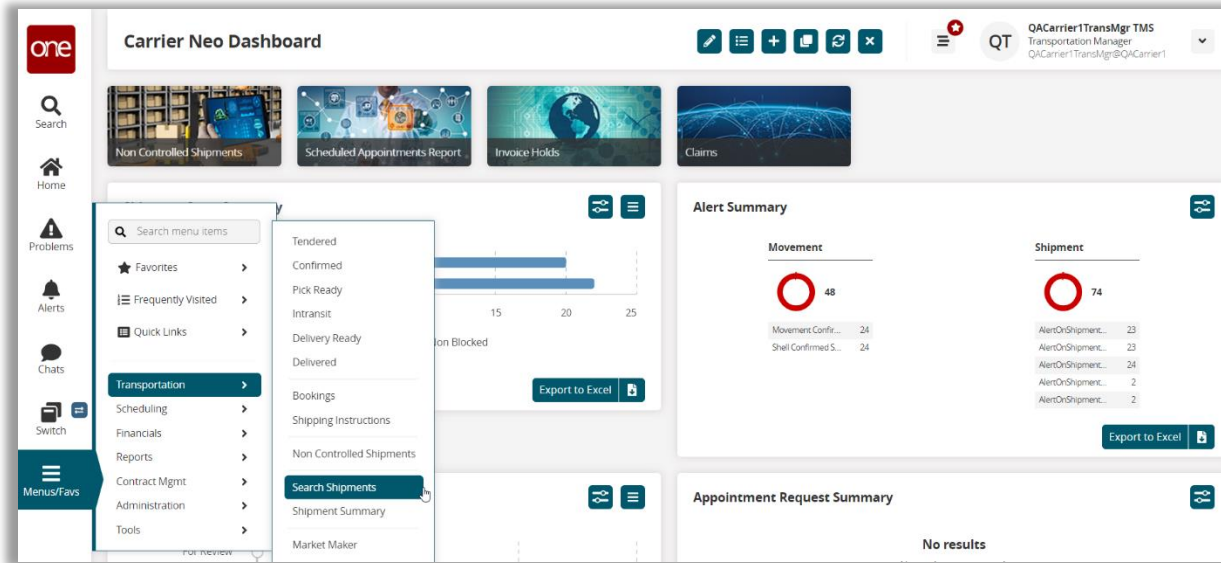 one
Carrier Neo Dashboard
QT
QACarrier1TransMgr TMS
Transportation Manager
QACarrier1TransMgr@QACarrier1
Search
Home
Problems
Alerts
Chats
Switch
Menus/Favs
Non Controlled Shipments
Scheduled Appointments Report
Invoice Holds
Claims
Search menu items
Favorites
Frequently Visited
Quick Links
Transportation
Scheduling
Financials
Reports
Contract Mgmt
Administration
Tools
Tendered
Confirmed
Pick Ready
Intransit
Delivery Ready
Delivered
Bookings
Shipping Instructions
Non Controlled Shipments
Search Shipments
Shipment Summary
Market Maker
15 20 25
Non Blocked
Export to Excel
For Review
Alert Summary
Movement
48
Movement Confir... 24
Shell Confirmed S... 24
Shipment
74
AlertOnShipment... 23
AlertOnShipment... 23
AlertOnShipment... 24
AlertOnShipment... 2
AlertOnShipment... 2
Export to Excel
Appointment Request Summary
No results